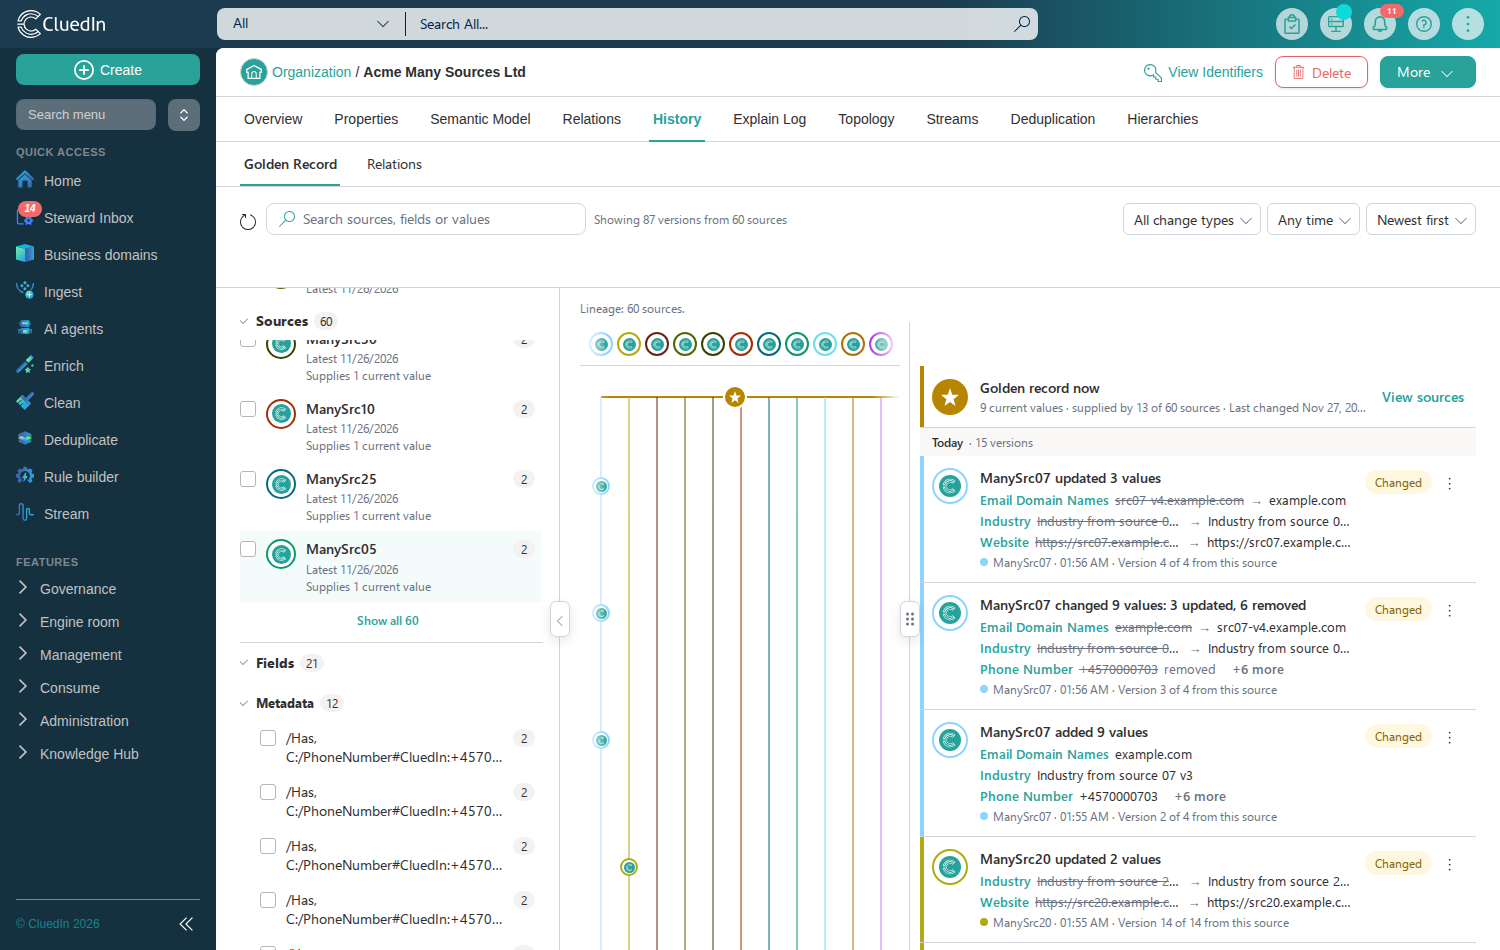 CluedIn
All
Search All...
11
Create
Search menu
QUICK ACCESS
Home
14
Steward Inbox
Business domains
Ingest
AI agents
Enrich
Clean
Deduplicate
Rule builder
Stream
FEATURES
Governance
Engine room
Management
Consume
Administration
Knowledge Hub
© CluedIn 2026
Organization / Acme Many Sources Ltd
View Identifiers
Delete
More
Overview
Properties
Semantic Model
Relations
History
Explain Log
Topology
Streams
Deduplication
Hierarchies
Golden Record
Relations
Search sources, fields or values
Showing 87 versions from 60 sources
All change types
Any time
Newest first
Latest 11/26/2026
Sources 60
2
Latest 11/26/2026
Supplies 1 current value
ManySrc10 2
Latest 11/26/2026
Supplies 1 current value
ManySrc25 2
Latest 11/26/2026
Supplies 1 current value
ManySrc05 2
Latest 11/26/2026
Supplies 1 current value
Show all 60
Fields 21
Metadata 12
/Has, 2
C:/PhoneNumber#CluedIn:+4570...
/Has, 2
C:/PhoneNumber#CluedIn:+4570...
/Has, 2
C:/PhoneNumber#CluedIn:+4570...
/Has, 2
C:/PhoneNumber#CluedIn:+4570...
Lineage: 60 sources.
Golden record now
9 current values · supplied by 13 of 60 sources · Last changed Nov 27, 20...
View sources
Today · 15 versions
ManySrc07 updated 3 values
Changed
Email Domain Names src07-v4.example.com → example.com
Industry Industry from source 0... → Industry from source 0...
Website https://src07.example.c... → https://src07.example.c...
ManySrc07 · 01:56 AM · Version 4 of 4 from this source
ManySrc07 changed 9 values: 3 updated, 6 removed
Changed
Email Domain Names example.com → src07-v4.example.com
Industry Industry from source 0... → Industry from source 0...
Phone Number +4570000703 removed +6 more
ManySrc07 · 01:56 AM · Version 3 of 4 from this source
ManySrc07 added 9 values
Changed
Email Domain Names example.com
Industry Industry from source 07 v3
Phone Number +4570000703 +6 more
ManySrc07 · 01:55 AM · Version 2 of 4 from this source
ManySrc20 updated 2 values
Changed
Industry Industry from source 2... → Industry from source 2...
Website https://src20.example.c... → https://src20.example.c...
ManySrc20 · 01:55 AM · Version 14 of 14 from this source